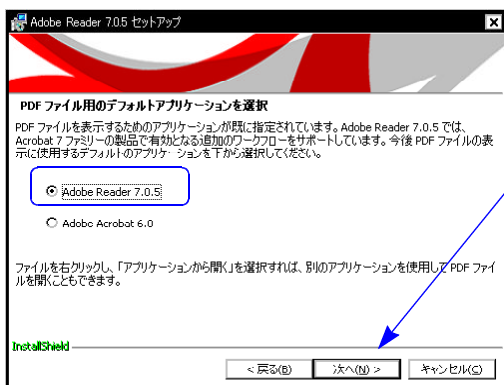 Adobe Reader 7.0.5 セットアップ
PDF ファイル用のデフォルトアプリケーションを選択
PDF ファイルを表示するためのアプリケーションが既に指定されています。Adobe Reader 7.0.5 では、
Acrobat 7 ファミリーの製品で有効となる追加のワークフローをサポートしています。今後 PDF ファイルの表
示に使用するデフォルトのアプリケーションを下から選択してください。
Adobe Reader 7.0.5
Adobe Acrobat 6.0
ファイルを右クリックし、「アプリケーションから開く」を選択すれば、別のアプリケーションを使用して PDF ファイ
ルを開くこともできます。
InstallShield
< 戻る(B) 次へ(N) > キャンセル(C)